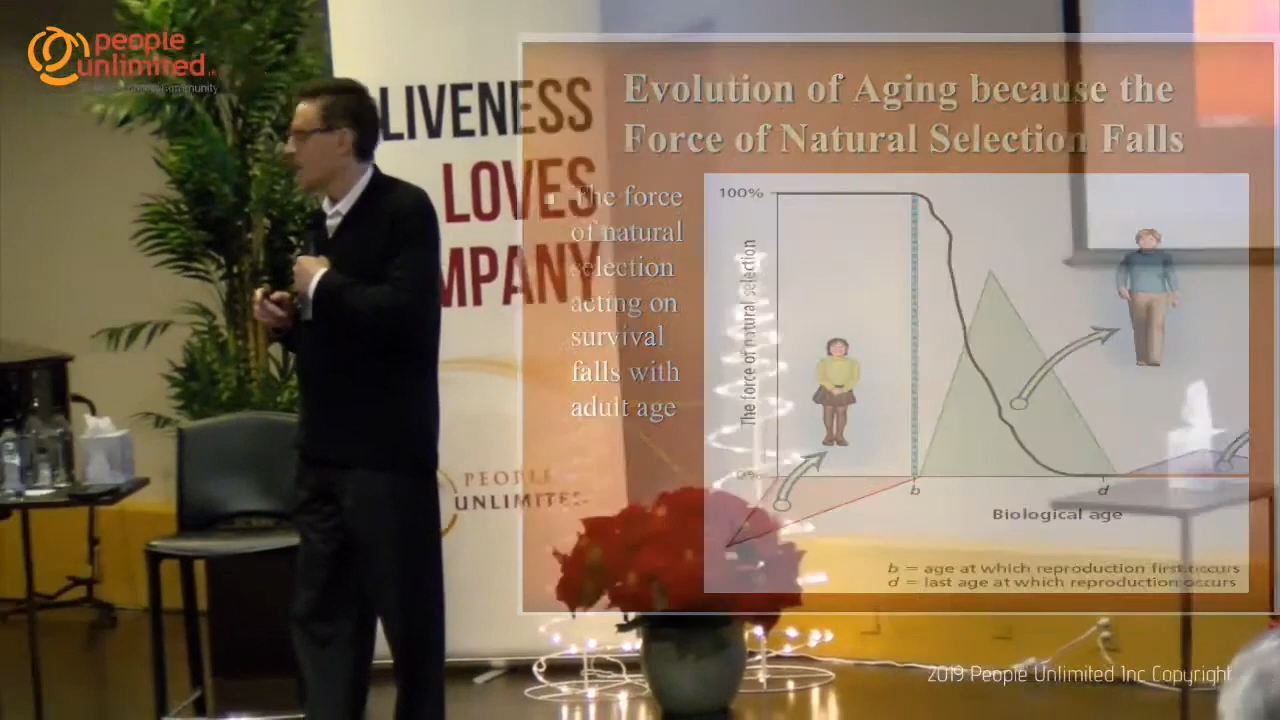 people
unlimited
LIVENESS
LOVES
MPANY
PEOPLE
UNLIMITED
Evolution of Aging because the
Force of Natural Selection Falls
The force
of natural
selection
acting on
survival
falls with
adult age
100%
The force of natural selection
0%
b
d
Biological age
b = age at which reproduction first occurs
d = last age at which reproduction occurs
2019 People Unlimited Inc Copyright